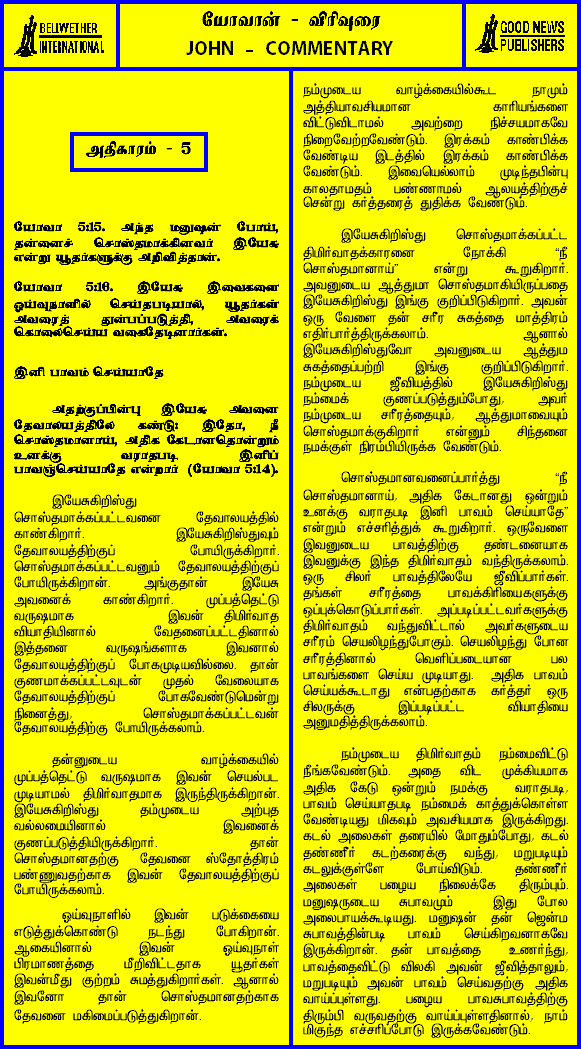 BELWETHER
INTERNATIONAL
யோவான் - விரிவுரை
JOHN - COMMENTARY
GOOD NEWS
PUBLISHERS
அதிகாரம் - 5
யோவா 5:15. அந்த மனுஷன் போய்,
தன்னைச் சொஸ்தமாக்கினவர் இயேசு
என்று யூதர்களுக்கு அறிவித்தான்.
யோவா 5:16. இயேசு இவைகளை
ஓய்வுநாளில் செய்தபடியால், யூதர்கள்
அவரைத் துன்பப்படுத்தி, அவரைக்
கொலைசெய்ய வகைதேடினார்கள்.
இனி பாவம் செய்யாதே
அதற்குப்பின்பு இயேசு அவனை
தேவாலயத்திலே கண்டு: இதோ, நீ
சொஸ்தமானாய், அதிக கேடானதொன்றும்
உனக்கு வராதபடி, இனிப்
பாவஞ்செய்யாதே என்றார் (யோவா 5:14).
இயேசுகிறிஸ்து
சொஸ்தமாக்கப்பட்டவனை தேவாலயத்தில்
காண்கிறார். இயேசுகிறிஸ்துவும்
தேவாலயத்திற்குப் போயிருக்கிறார்.
சொஸ்தமாக்கப்பட்டவனும் தேவாலயத்திற்குப்
போயிருக்கிறான். அங்குதான் இயேசு
அவனைக் காண்கிறார். முப்பத்தெட்டு
வருஷமாக இவன் திமிர்வாத
வியாதியினால் வேதனைப்பட்டதினால்
இத்தனை வருஷங்களாக இவனால்
தேவாலயத்திற்குப் போகமுடியவில்லை. தான்
குணமாக்கப்பட்டவுடன் முதல் வேலையாக
தேவாலயத்திற்குப் போகவேண்டுமென்று
நினைத்து, சொஸ்தமாக்கப்பட்டவன்
தேவாலயத்திற்கு போயிருக்கலாம்.
தன்னுடைய வாழ்க்கையில்
முப்பத்தெட்டு வருஷமாக இவன் செயல்பட
முடியாமல் திமிர்வாதமாக இருந்திருக்கிறான்.
இயேசுகிறிஸ்து தம்முடைய அற்புத
வல்லமையினால் இவனைக்
குணப்படுத்தியிருக்கிறார். தான்
சொஸ்தமானதற்கு தேவனை ஸ்தோத்திரம்
பண்ணுவதற்காக இவன் தேவாலயத்திற்குப்
போயிருக்கலாம்.
ஓய்வுநாளில் இவன் படுக்கையை
எடுத்துக்கொண்டு நடந்து போகிறான்.
ஆகையினால் இவன் ஓய்வுநாள்
பிரமாணத்தை மீறிவிட்டதாக யூதர்கள்
இவன்மீது குற்றம் சுமத்துகிறார்கள். ஆனால்
இவனோ தான் சொஸ்தமானதற்காக
தேவனை மகிமைப்படுத்துகிறான்.
நம்முடைய வாழ்க்கையில்கூட நாமும்
அத்தியாவசியமான காரியங்களை
விட்டுவிடாமல் அவற்றை நிச்சயமாகவே
நிறைவேற்றவேண்டும். இரக்கம் காண்பிக்க
வேண்டிய இடத்தில் இரக்கம் காண்பிக்க
வேண்டும். இவையெல்லாம் முடிந்தபின்பு
காலதாமதம் பண்ணாமல் ஆலயத்திற்குச்
சென்று கர்த்தரைத் துதிக்க வேண்டும்.
இயேசுகிறிஸ்து சொஸ்தமாக்கப்பட்ட
திமிர்வாதக்காரனை நோக்கி “நீ
சொஸ்தமானாய்” என்று கூறுகிறார்.
அவனுடைய ஆத்துமா சொஸ்தமாகியிருப்பதை
இயேசுகிறிஸ்து இங்கு குறிப்பிடுகிறார். அவன்
ஒரு வேளை தன் சரீர சுகத்தை மாத்திரம்
எதிர்பார்த்திருக்கலாம். ஆனால்
இயேசுகிறிஸ்துவோ அவனுடைய ஆத்தும
சுகத்தைப்பற்றி இங்கு குறிப்பிடுகிறார்.
நம்முடைய ஜீவியத்தில் இயேசுகிறிஸ்து
நம்மைக் குணப்படுத்தும்போது, அவர்
நம்முடைய சரீரத்தையும், ஆத்துமாவையும்
சொஸ்தமாக்குகிறார் என்னும் சிந்தனை
நமக்குள் நிரம்பியிருக்க வேண்டும்.
சொஸ்தமானவனைப்பார்த்து “நீ
சொஸ்தமானாய், அதிக கேடானது ஒன்றும்
உனக்கு வராதபடி இனி பாவம் செய்யாதே”
என்றும் எச்சரித்துக் கூறுகிறார். ஒருவேளை
இவனுடைய பாவத்திற்கு தண்டனையாக
இவனுக்கு இந்த திமிர்வாதம் வந்திருக்கலாம்.
ஒரு சிலர் பாவத்திலேயே ஜீவிப்பார்கள்.
தங்கள் சரீரத்தை பாவக்கிரியைகளுக்கு
ஒப்புக்கொடுப்பார்கள். அப்படிப்பட்டவர்களுக்கு
திமிர்வாதம் வந்துவிட்டால் அவர்களுடைய
சரீரம் செயலிழந்துபோகும். செயலிழந்து போன
சரீரத்தினால் வெளிப்படையான பல
பாவங்களை செய்ய முடியாது. அதிக பாவம்
செய்யக்கூடாது என்பதற்காக கர்த்தர் ஒரு
சிலருக்கு இப்படிப்பட்ட வியாதியை
அனுமதித்திருக்கலாம்.
நம்முடைய திமிர்வாதம் நம்மைவிட்டு
நீங்கவேண்டும். அதை விட முக்கியமாக
அதிக கேடு ஒன்றும் நமக்கு வராதபடி,
பாவம் செய்யாதபடி நம்மைக் காத்துக்கொள்ள
வேண்டியது மிகவும் அவசியமாக இருக்கிறது.
கடல் அலைகள் தரையில் மோதும்போது, கடல்
தண்ணீர் கடற்கரைக்கு வந்து, மறுபடியும்
கடலுக்குள்ளே போய்விடும். தண்ணீர்
அலைகள் பழைய நிலைக்கே திரும்பும்.
மனுஷருடைய சுபாவமும் இது போல
அலைபாயக்கூடியது. மனுஷன் தன் ஜென்ம
சுபாவத்தின்படி பாவம் செய்கிறவனாகவே
இருக்கிறான். தன் பாவத்தை உணர்ந்து,
பாவத்தைவிட்டு விலகி அவன் ஜீவித்தாலும்,
மறுபடியும் அவன் பாவம் செய்வதற்கு அதிக
வாய்ப்புள்ளது. பழைய பாவசுபாவத்திற்கு
திரும்பி வருவதற்கு வாய்ப்புள்ளதினால், நாம்
மிகுந்த எச்சரிப்போடு இருக்கவேண்டும்.